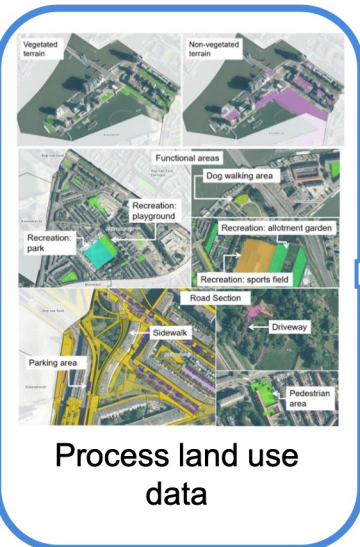 Vegetated
terrain
Non-vegetated
terrain
Functional areas
Dog walking area
Recreation:
playground
Recreation:
park
Recreation: allotment garden
Recreation: sports field
Road Section
Sidewalk
Driveway
Parking area
Pedestrian
area
Process land use
data